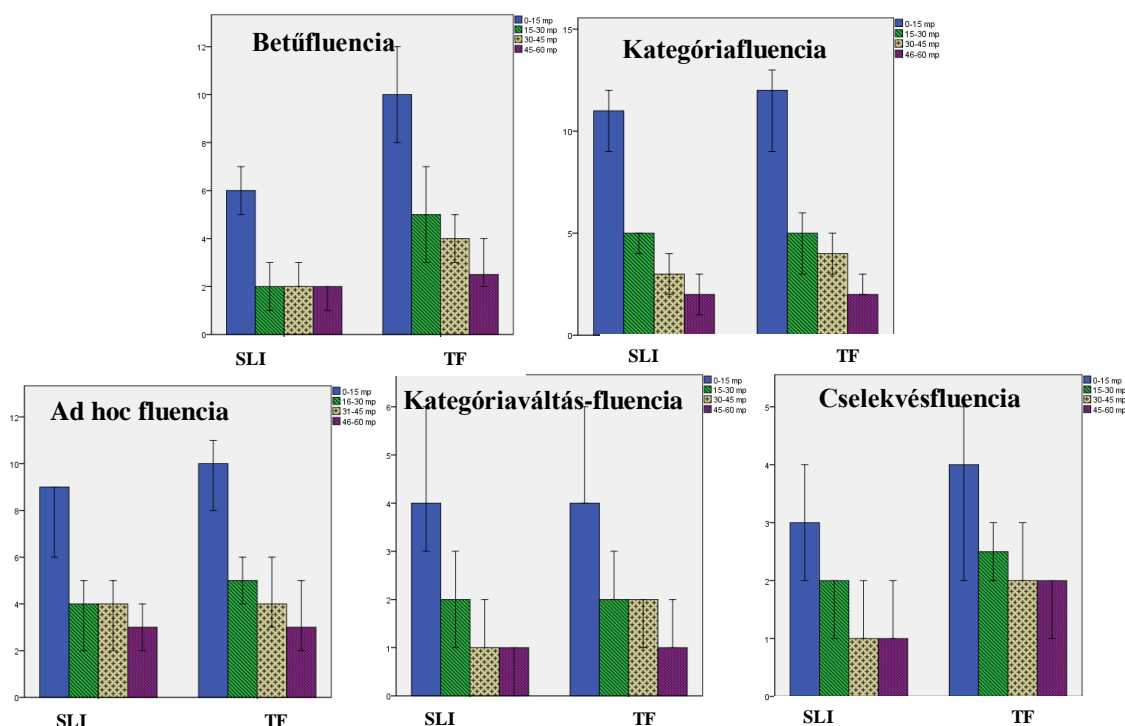 Betűfluencia
0-15 mp
15-30 mp
30-45 mp
45-60 mp
12
10
8
6
4
2
0
SLI TF
Kategóriafluencia
0-15 mp
15-30 mp
30-45 mp
46-60 mp
15
10
5
0
SLI TF
Ad hoc fluencia
0-15 mp
16-30 mp
31-45 mp
46-60 mp
12
10
8
6
4
2
0
SLI TF
Kategóriaváltás-fluencia
0-15 mp
15-30 mp
30-45 mp
45-60 mp
6
5
4
3
2
1
0
SLI TF
Cselekvésfluencia
0-15 mp
15-30 mp
30-45 mp
45-60 mp
5
4
3
2
1
0
SLI TF